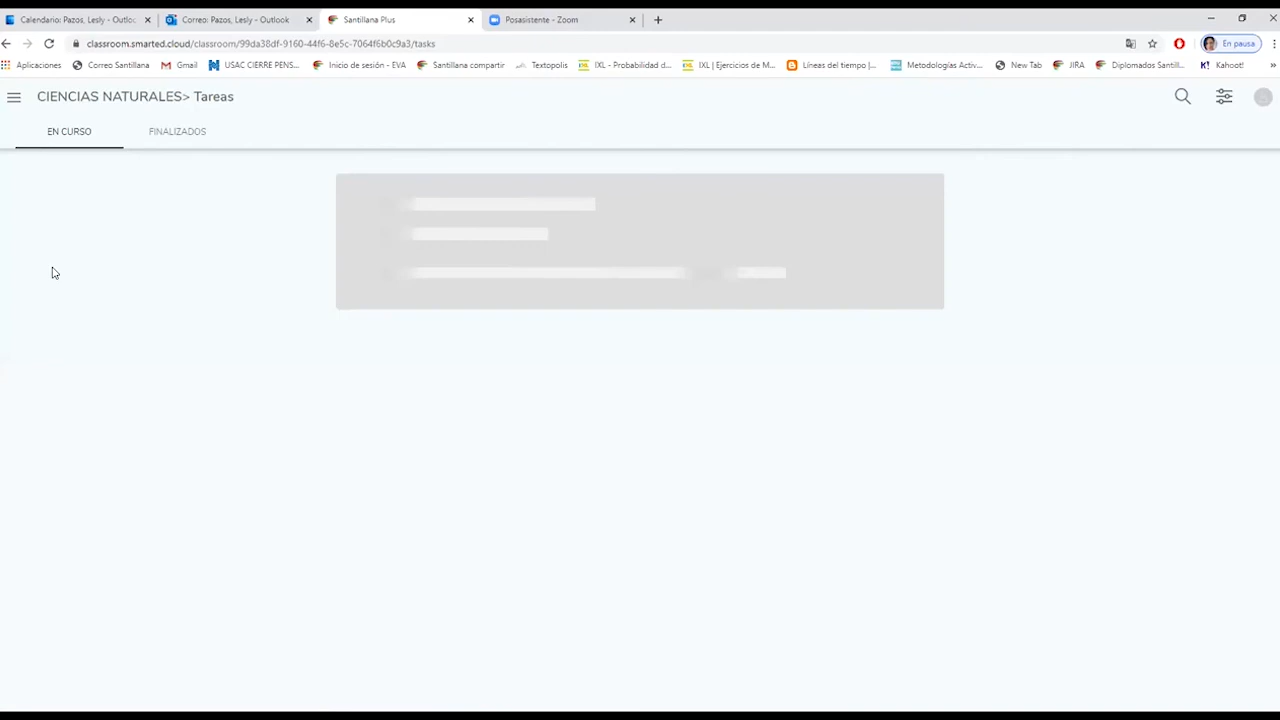 Calendario: Pazos, Lesly - Outloo
Correo: Pazos, Lesly - Outlook
Santillana Plus
Posasistente - Zoom
classroom.smarted.cloud/classroom/99da38df-9160-44f6-8e5c-7064f6b0c9a3/tasks
En pausa
Aplicaciones
Correo Santillana
Gmail
USAC CIERRE PENS...
Inicio de sesión - EVA
Santillana compartir
Textopolis
IXL - Probabilidad d...
IXL | Ejercicios de M...
Líneas del tiempo |...
Metodologías Activ...
New Tab
JIRA
Diplomados Santill...
Kahoot!
»
CIENCIAS NATURALES> Tareas
EN CURSO
FINALIZADOS